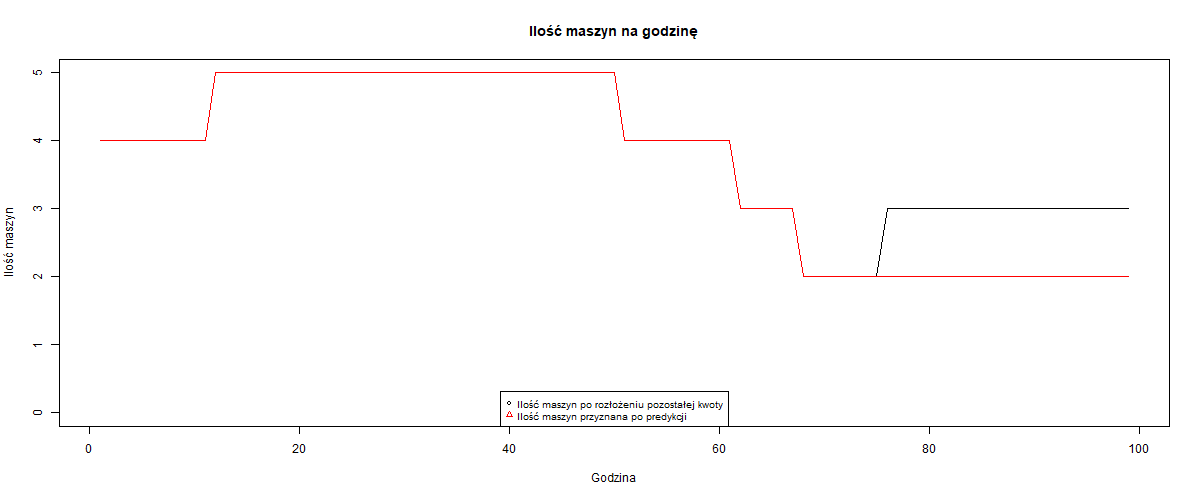 Ilość maszyn na godzinę
Ilość maszyn
5
4
3
2
1
0
Ilość maszyn po rozłożeniu pozostałej kwoty
Ilość maszyn przyznana po predykcji
0 20 40 60 80 100
Godzina